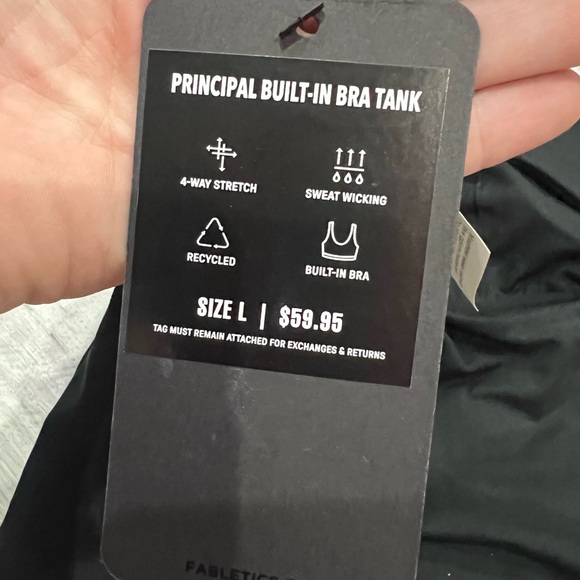 PRINCIPAL BUILT-IN BRA TANK
4-WAY STRETCH
SWEAT WICKING
RECYCLED
BUILT-IN BRA
SIZE L | $59.95
TAG MUST REMAIN ATTACHED FOR EXCHANGES & RETURNS
FABLETICS